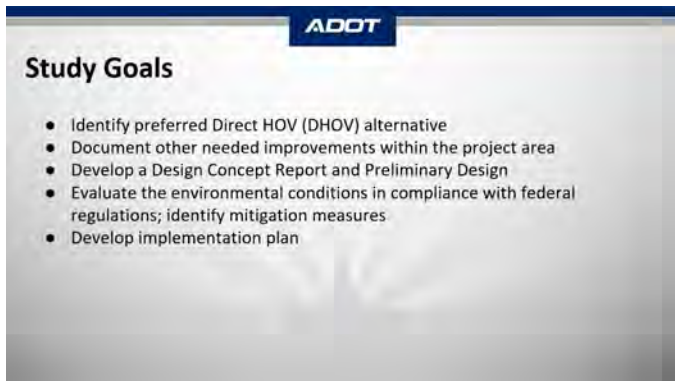 ADOT
Study Goals
● Identify preferred Direct HOV (DHOV) alternative
● Document other needed improvements within the project area
● Develop a Design Concept Report and Preliminary Design
● Evaluate the environmental conditions in compliance with federal
regulations; identify mitigation measures
● Develop implementation plan